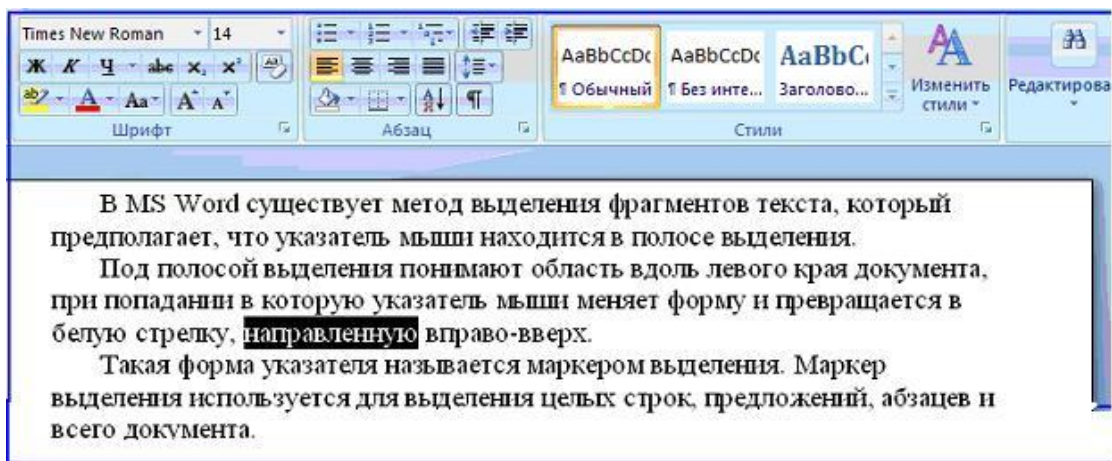 Times New Roman 14
Ж К Ч abc x₂ x²
ab A Aa A A
Шрифт
Абзац
AaBbCcDc AaBbCcDc AaBbC
¶ Обычный ¶ Без инте... Заголово...
Стили
Изменить
стили
Редактирова
В MS Word существует метод выделения фрагментов текста, который
предполагает, что указатель мыши находится в полосе выделения.
Под полосой выделения понимают область вдоль левого края документа,
при попадании в которую указатель мыши меняет форму и превращается в
белую стрелку, направленную вправо-вверх.
Такая форма указателя называется маркером выделения. Маркер
выделения используется для выделения целых строк, предложений, абзацев и
всего документа.